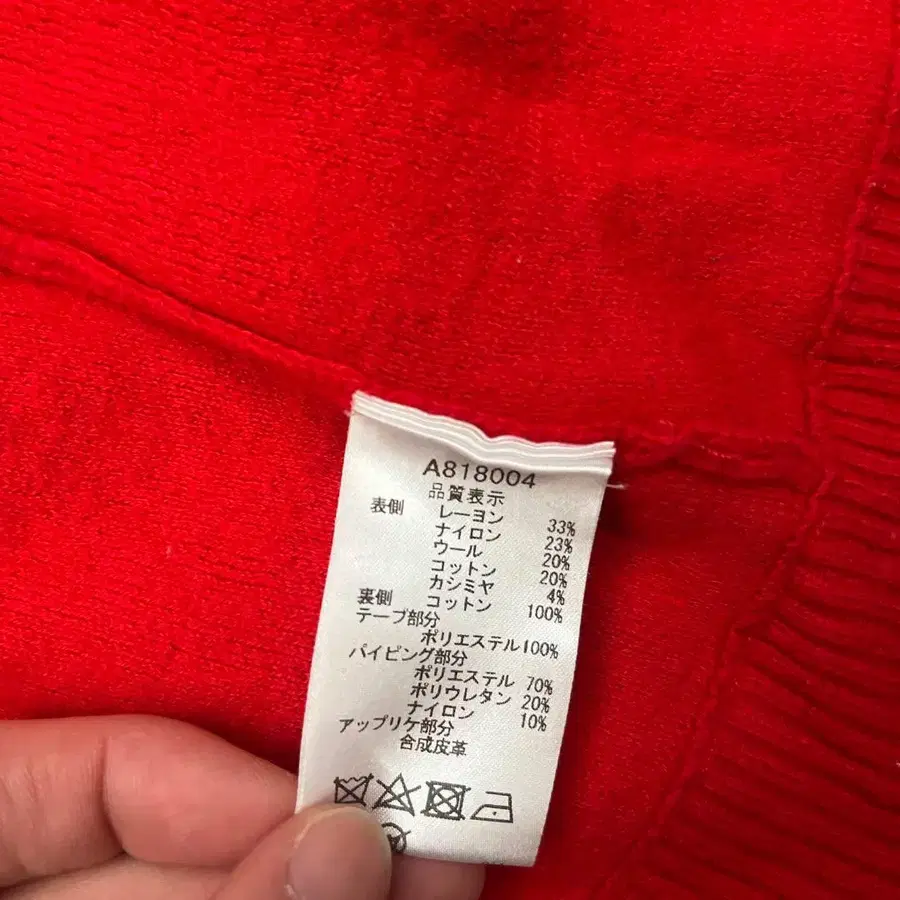 A818004
品質表示
表側 レーヨン 33%
ナイロン 23%
ウール 20%
コットン 20%
カシミヤ 4%
裏側 コットン 100%
テープ部分
ポリエステル100%
パイピング部分
ポリエステル 70%
ポリウレタン 20%
ナイロン 10%
アップリケ部分
合成皮革